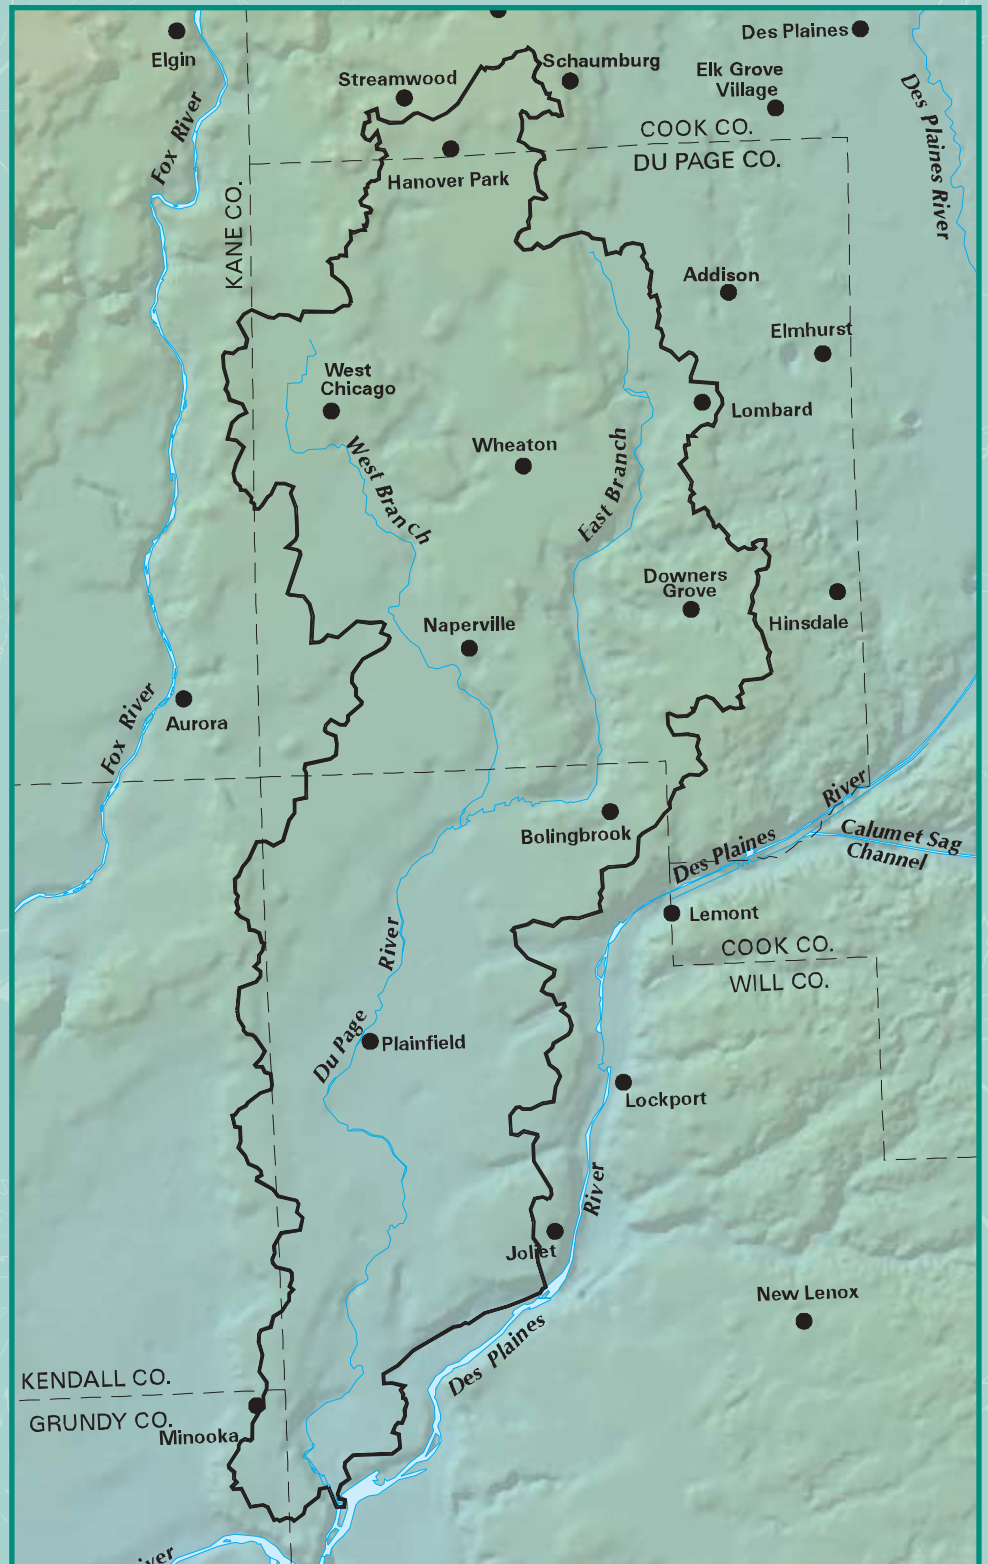 Des Plaines
Elgin
Schaumburg
Streamwood
Elk Grove
Village
Fox River
Des Plaines River
COOK CO.
DU PAGE CO.
Hanover Park
KANE CO.
Addison
Elmhurst
West
Chicago
Lombard
Wheaton
West Branch
East Branch
Downers
Grove
Naperville
Hinsdale
Fox River
Aurora
River
Bolingbrook
Des Plaines
Calumet Sag
Channel
Lemont
River
COOK CO.
WILL CO.
Du Page
Plainfield
Lockport
River
Joliet
New Lenox
Des Plaines
KENDALL CO.
GRUNDY CO.
Minooka
iver